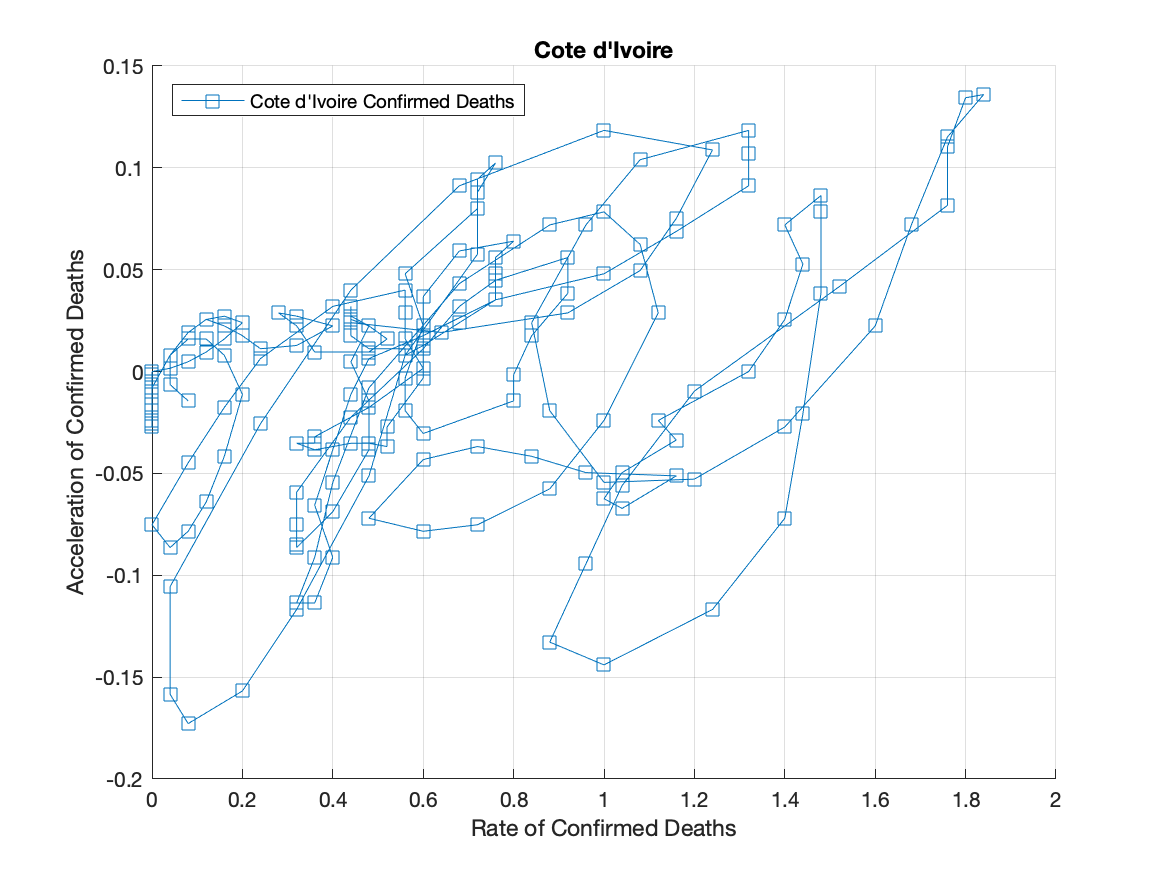 Cote d'Ivoire
Cote d'Ivoire Confirmed Deaths
0.15
0.1
0.05
0
-0.05
-0.1
-0.15
-0.2
Acceleration of Confirmed Deaths
0 0.2 0.4 0.6 0.8 1 1.2 1.4 1.6 1.8 2
Rate of Confirmed Deaths